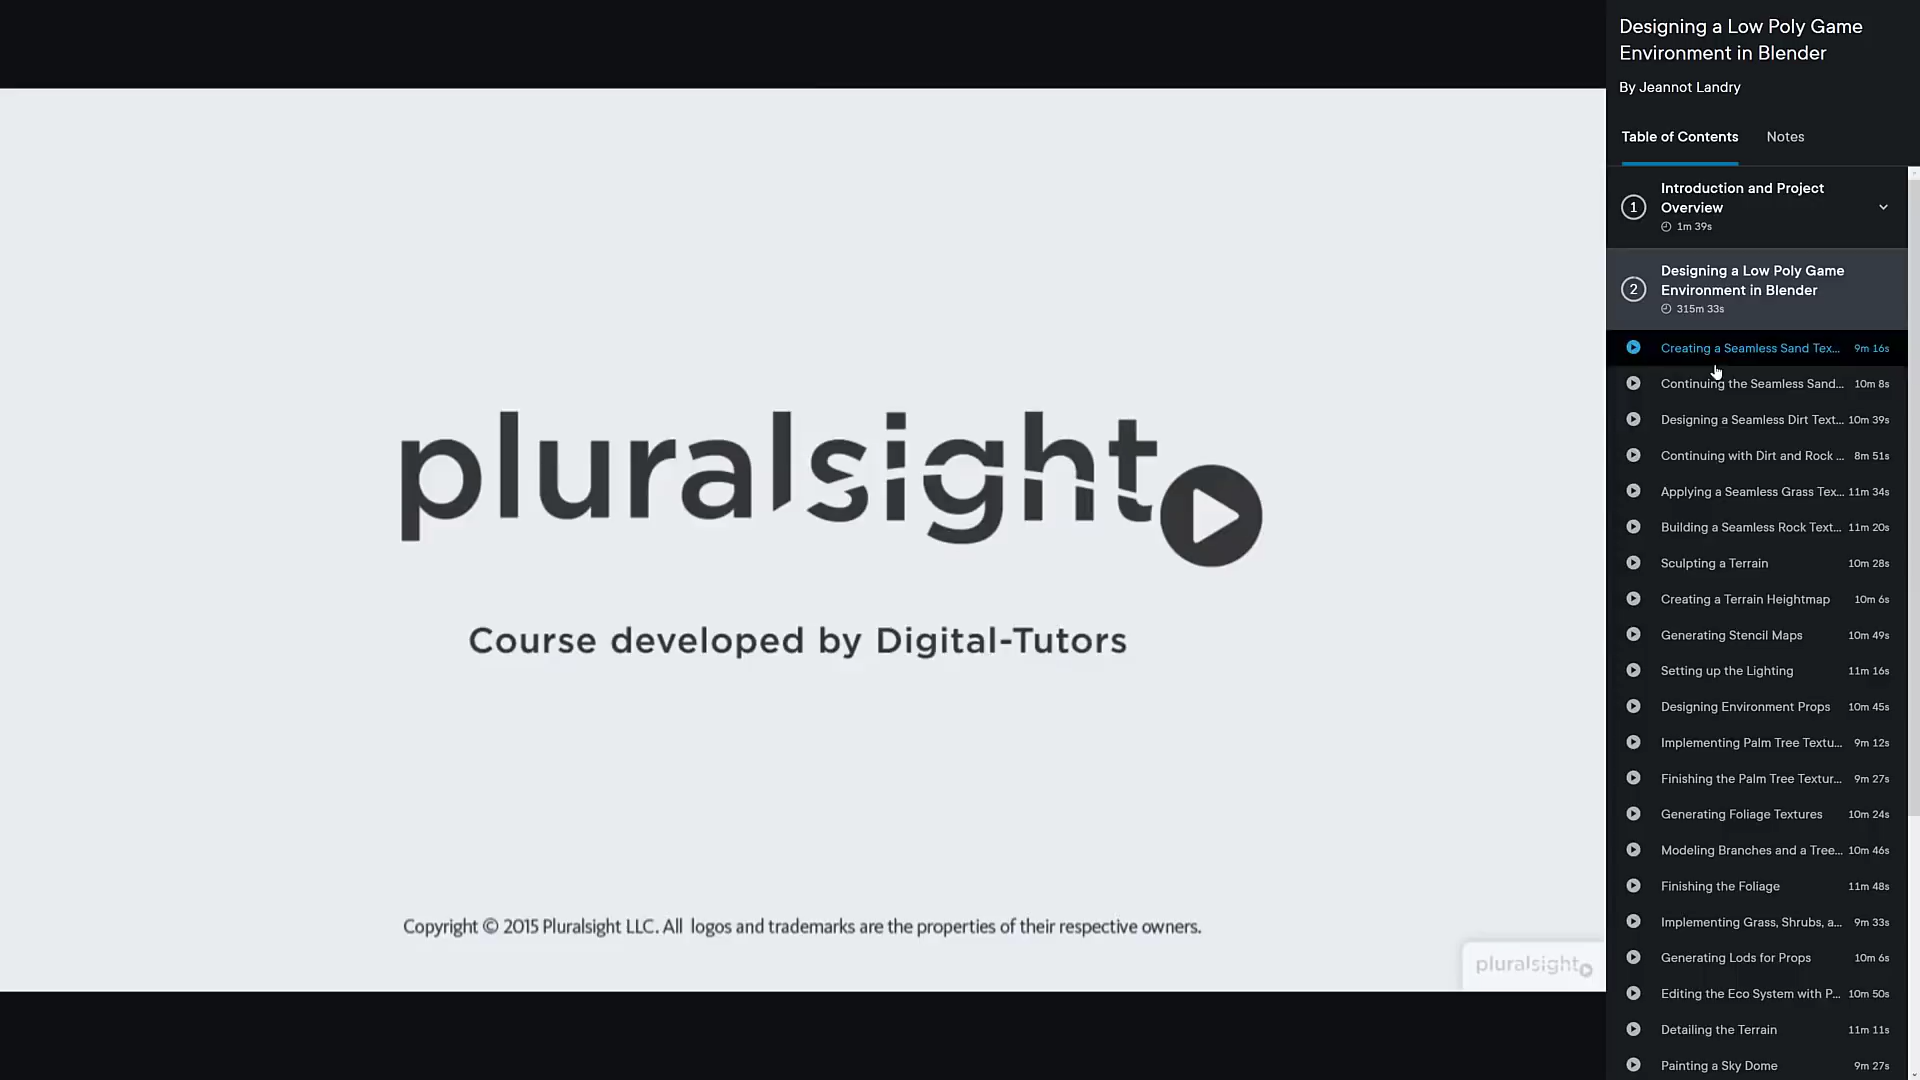 Designing a Low Poly Game
Environment in Blender
By Jeannot Landry
Table of Contents
Notes
1
Introduction and Project
Overview
1m 39s
2
Designing a Low Poly Game
Environment in Blender
315m 33s
Creating a Seamless Sand Tex... 9m 16s
Continuing the Seamless Sand... 10m 8s
Designing a Seamless Dirt Text... 10m 39s
Continuing with Dirt and Rock ... 8m 51s
Applying a Seamless Grass Tex... 11m 34s
Building a Seamless Rock Text... 11m 20s
Sculpting a Terrain 10m 28s
Creating a Terrain Heightmap 10m 6s
Generating Stencil Maps 10m 49s
Setting up the Lighting 11m 16s
Designing Environment Props 10m 45s
Implementing Palm Tree Textu... 9m 12s
Finishing the Palm Tree Textur... 9m 27s
Generating Foliage Textures 10m 24s
Modeling Branches and a Tree... 10m 46s
Finishing the Foliage 11m 48s
Implementing Grass, Shrubs, a... 9m 33s
Generating Lods for Props 10m 6s
Editing the Eco System with P... 10m 50s
Detailing the Terrain 11m 11s
Painting a Sky Dome 9m 27s
pluralsight
Course developed by Digital-Tutors
Copyright © 2015 Pluralsight LLC. All logos and trademarks are the properties of their respective owners.
pluralsight